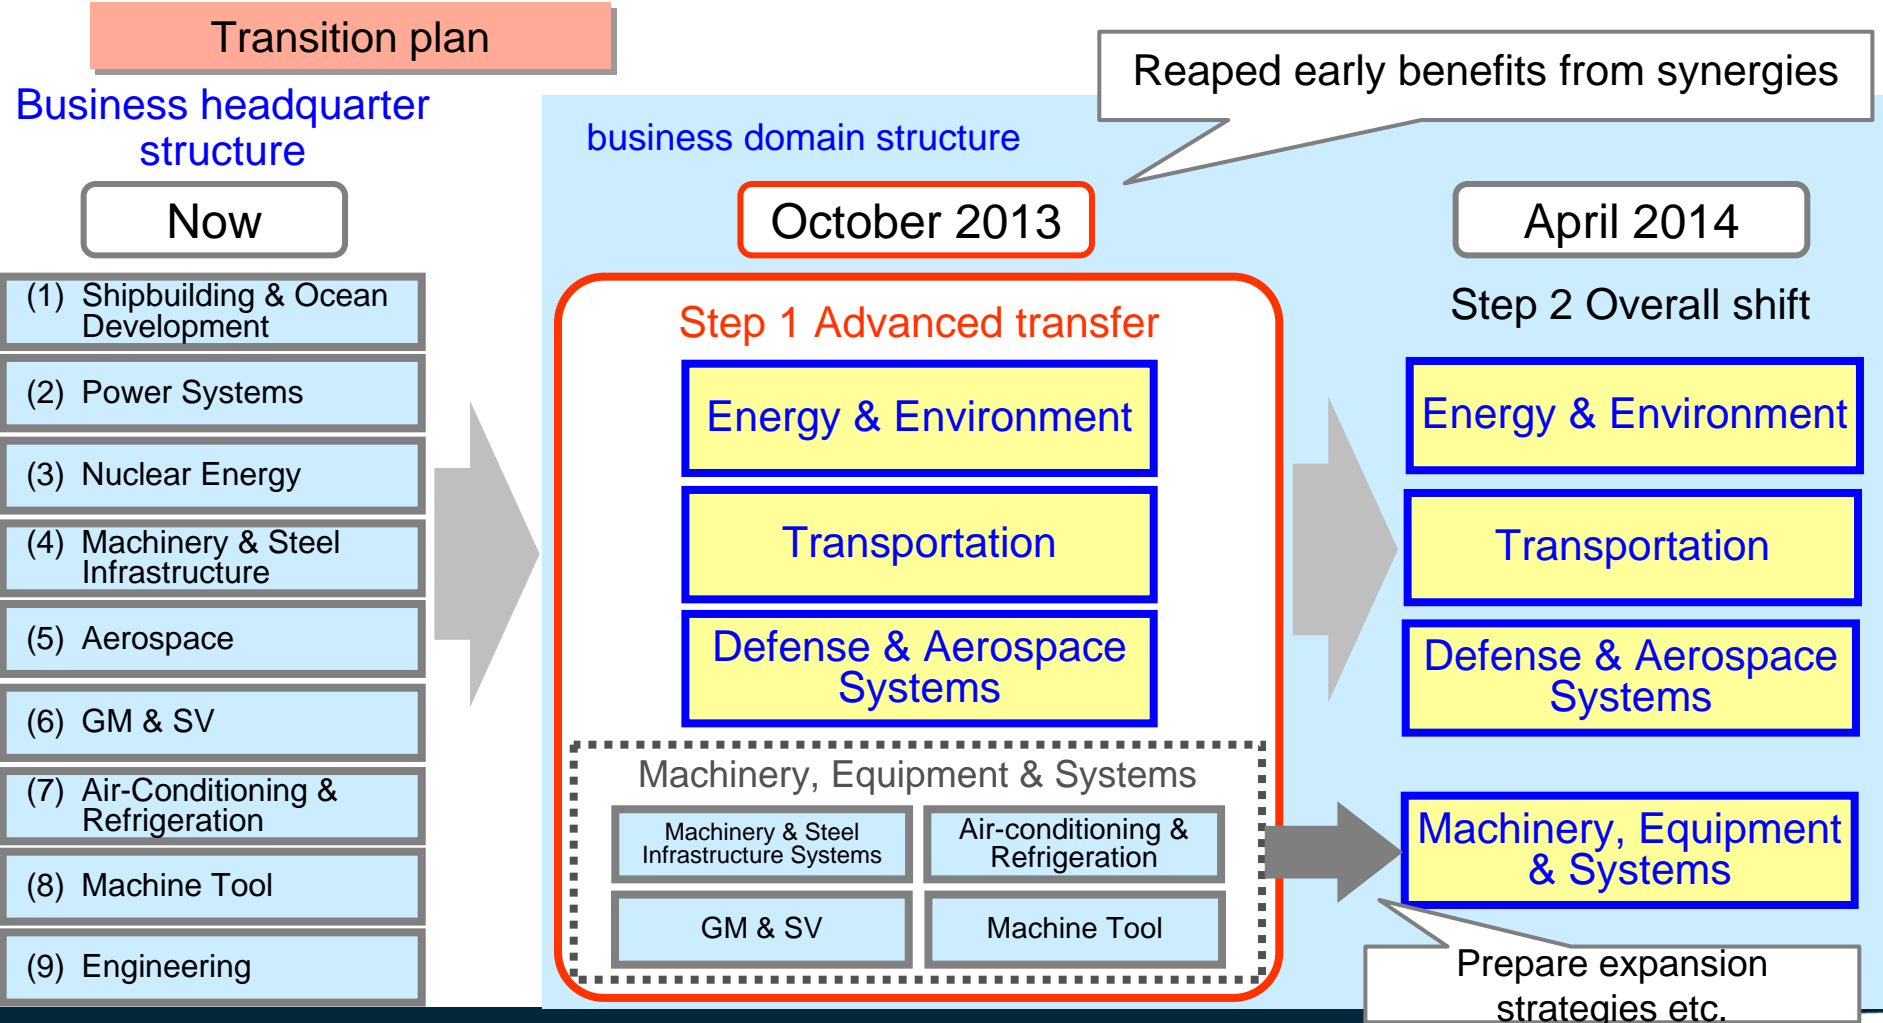 Transition plan
Reaped early benefits from synergies
Business headquarter
structure
business domain structure
Now
October 2013
April 2014
(1) Shipbuilding & Ocean
Development
(2) Power Systems
(3) Nuclear Energy
(4) Machinery & Steel
Infrastructure
(5) Aerospace
(6) GM & SV
(7) Air-Conditioning &
Refrigeration
(8) Machine Tool
(9) Engineering
Step 1 Advanced transfer
Energy & Environment
Transportation
Defense & Aerospace
Systems
Machinery, Equipment & Systems
Machinery & Steel
Infrastructure Systems
Air-conditioning &
Refrigeration
GM & SV
Machine Tool
Step 2 Overall shift
Energy & Environment
Transportation
Defense & Aerospace
Systems
Machinery, Equipment
& Systems
Prepare expansion
strategies etc.